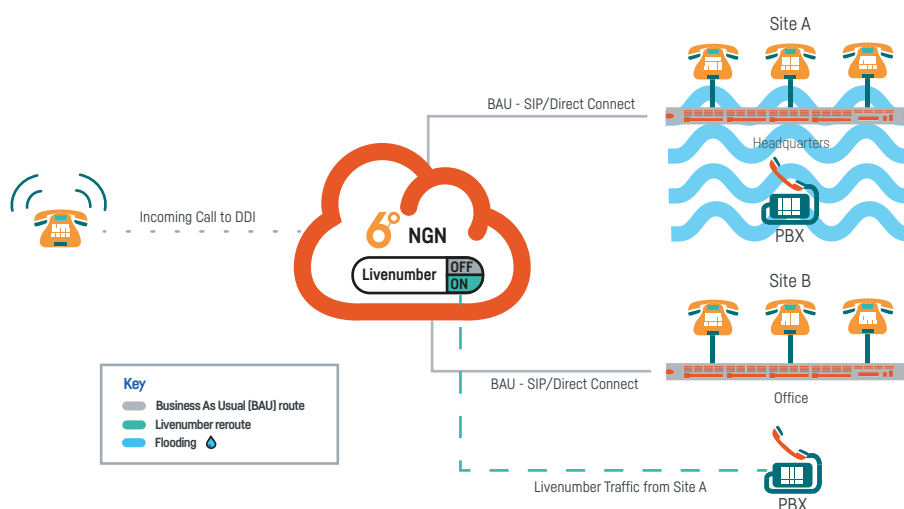 Site A
BAU - SIP/Direct Connect
Headquarters
PBX
Incoming Call to DDI
6° NGN
Livenumber
OFF
ON
Site B
BAU - SIP/Direct Connect
Office
Key
Business As Usual (BAU) route
Livenumber reroute
Flooding
Livenumber Traffic from Site A
PBX